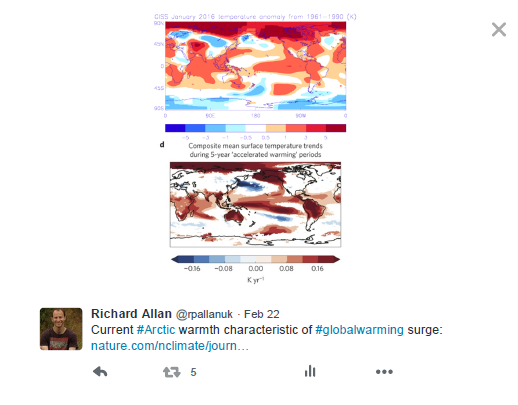 GISS January 2016 temperature anomaly from 1961-1990 (K)
90N
45N
0
45S
90S
0 90E 180 90W 0
-5 -3 -1 -0.5 0.5 1 3 5
d Composite mean surface temperature trends
during 5-year 'accelerated warming' periods
−0.16 −0.08 0.00 0.08 0.16
K yr⁻¹
Richard Allan @rpallanuk · Feb 22
Current #Arctic warmth characteristic of #globalwarming surge:
nature.com/nclimate/journ…
5